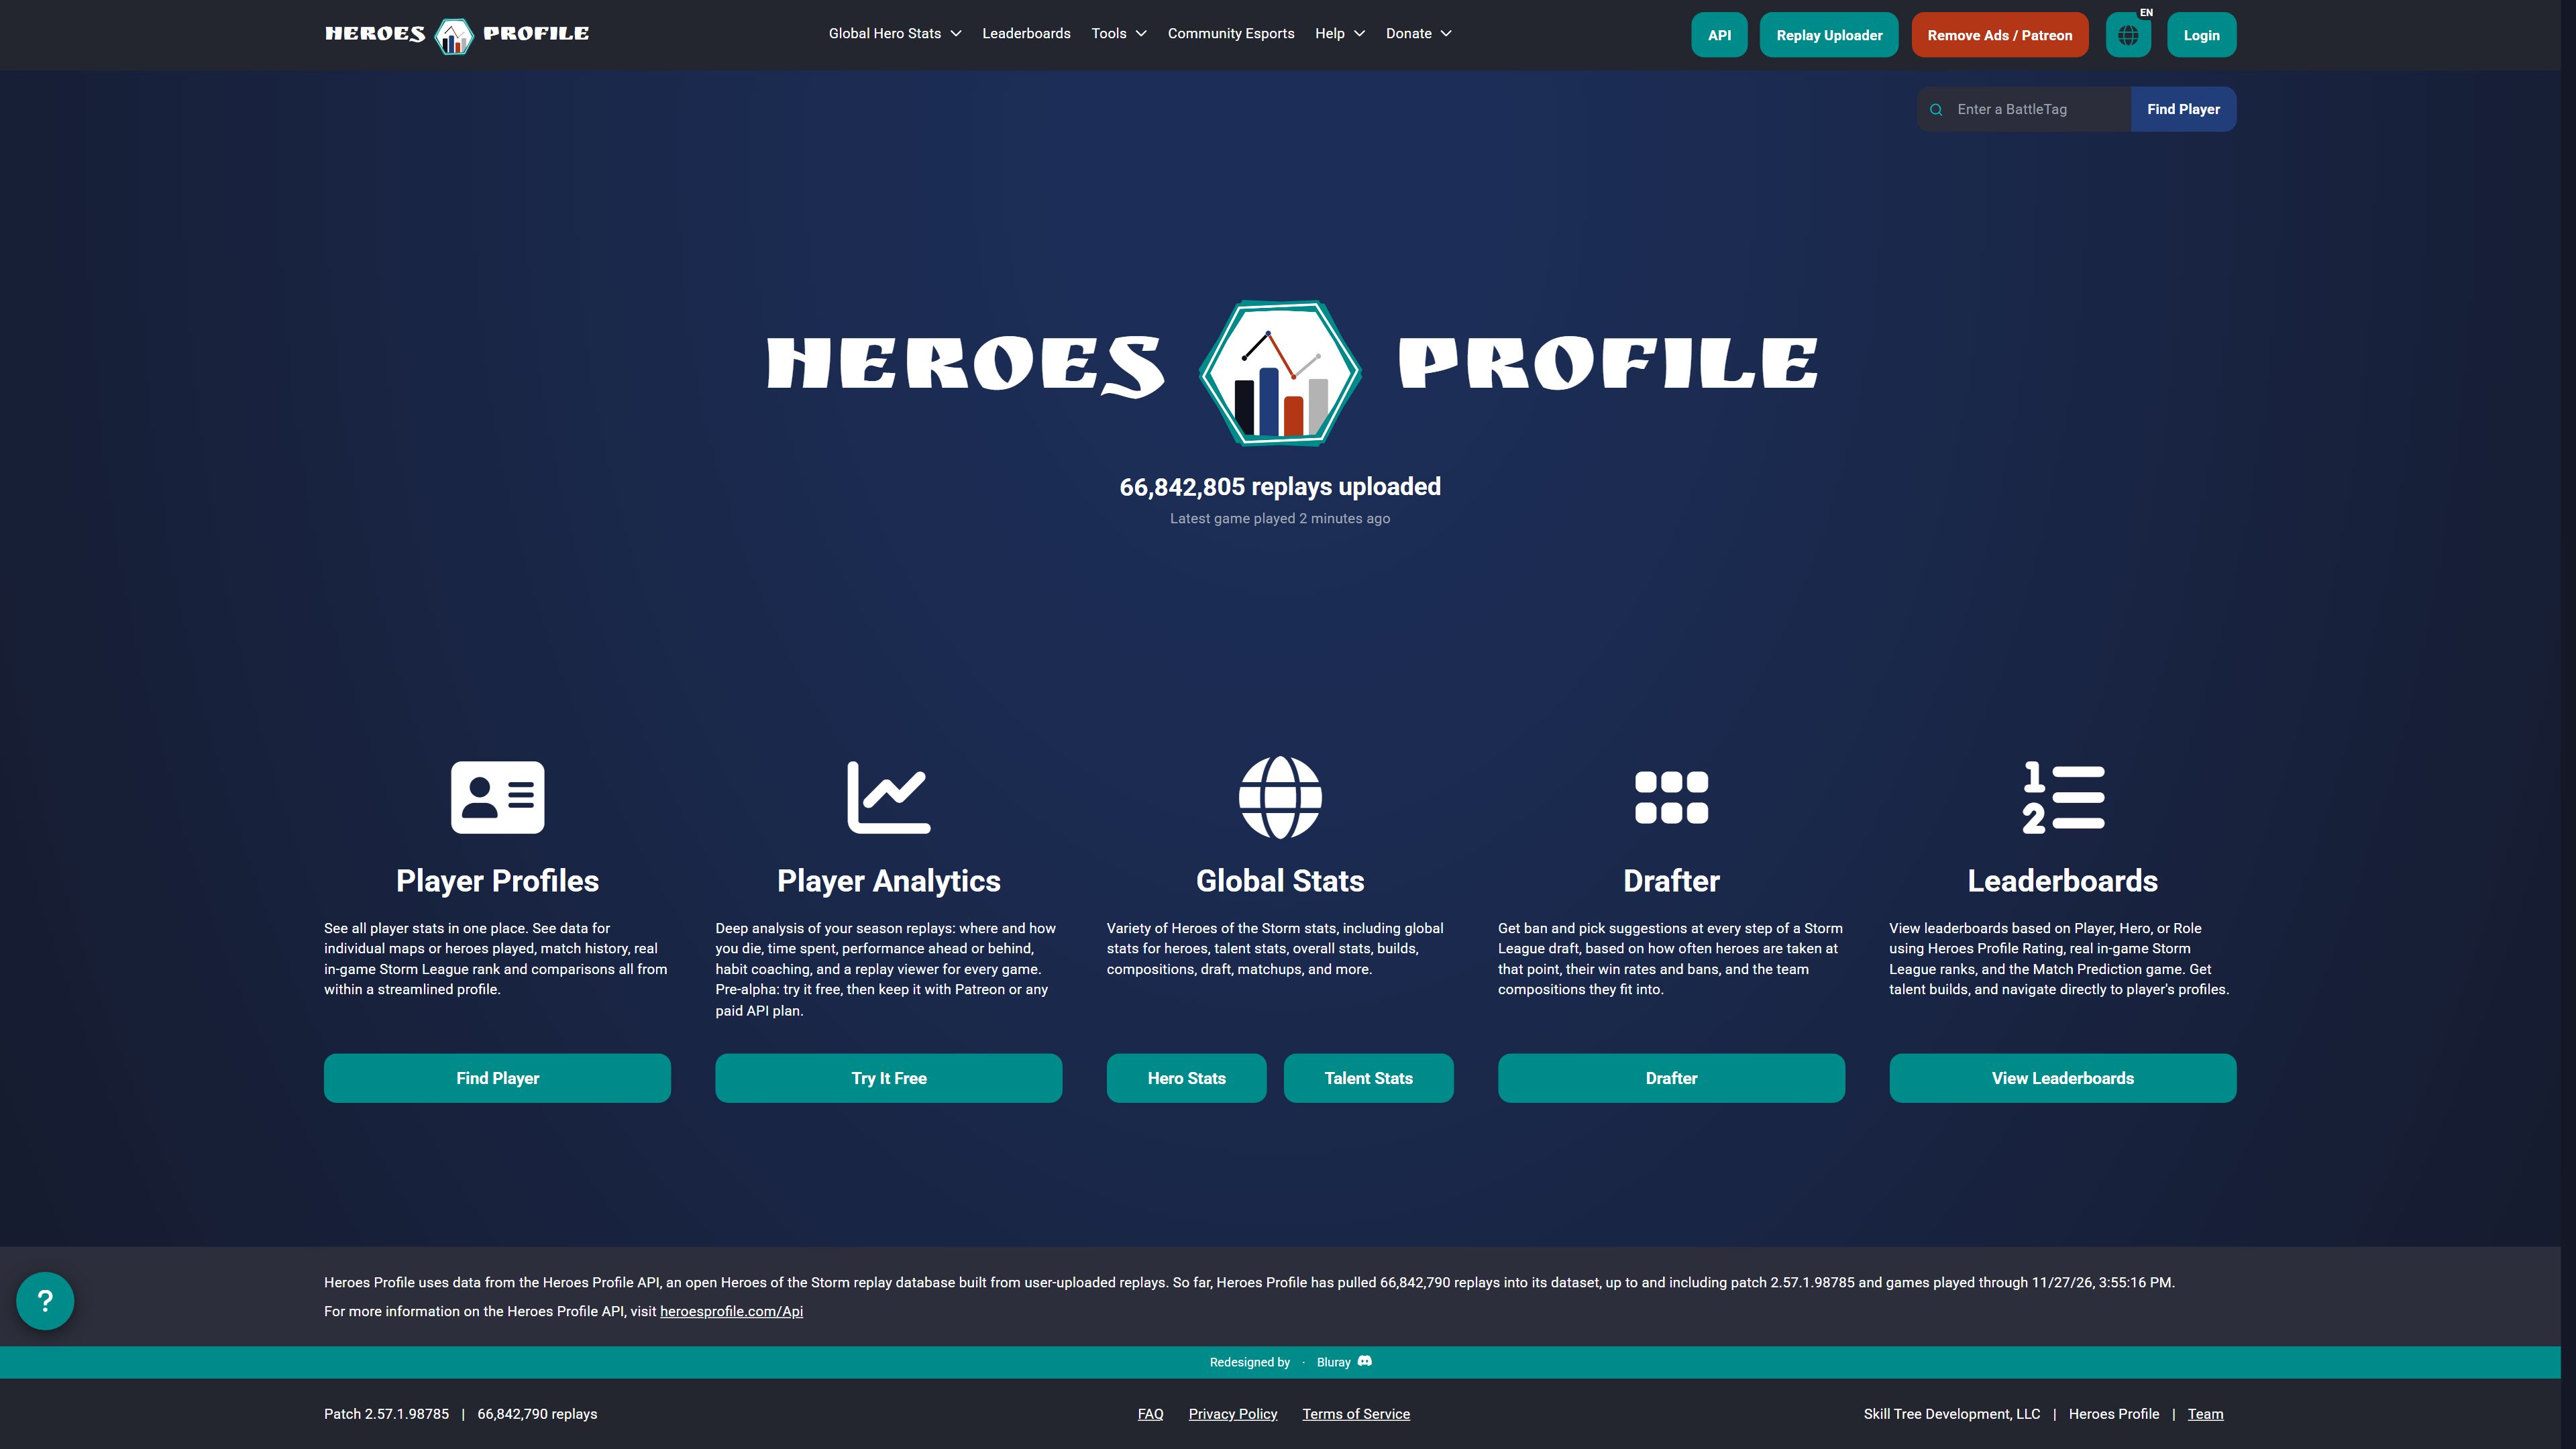 HEROES PROFILE
Global Hero Stats Leaderboards Tools Community Esports Help Donate
API Replay Uploader Remove Ads / Patreon EN Login
Enter a BattleTag Find Player
HEROES PROFILE
66,842,805 replays uploaded
Latest game played 2 minutes ago
Player Profiles
See all player stats in one place. See data for
individual maps or heroes played, match history, real
in-game Storm League rank and comparisons all from
within a streamlined profile.
Find Player
Player Analytics
Deep analysis of your season replays: where and how
you die, time spent, performance ahead or behind,
habit coaching, and a replay viewer for every game.
Pre-alpha: try it free, then keep it with Patreon or any
paid API plan.
Try It Free
Global Stats
Variety of Heroes of the Storm stats, including global
stats for heroes, talent stats, overall stats, builds,
compositions, draft, matchups, and more.
Hero Stats Talent Stats
Drafter
Get ban and pick suggestions at every step of a Storm
League draft, based on how often heroes are taken at
that point, their win rates and bans, and the team
compositions they fit into.
Drafter
1
2
Leaderboards
View leaderboards based on Player, Hero, or Role
using Heroes Profile Rating, real in-game Storm
League ranks, and the Match Prediction game. Get
talent builds, and navigate directly to player's profiles.
View Leaderboards
Heroes Profile uses data from the Heroes Profile API, an open Heroes of the Storm replay database built from user-uploaded replays. So far, Heroes Profile has pulled 66,842,790 replays into its dataset, up to and including patch 2.57.1.98785 and games played through 11/27/26, 3:55:16 PM.
For more information on the Heroes Profile API, visit heroesprofile.com/Api
?
Redesigned by · Bluray
Patch 2.57.1.98785 | 66,842,790 replays
FAQ Privacy Policy Terms of Service
Skill Tree Development, LLC | Heroes Profile | Team